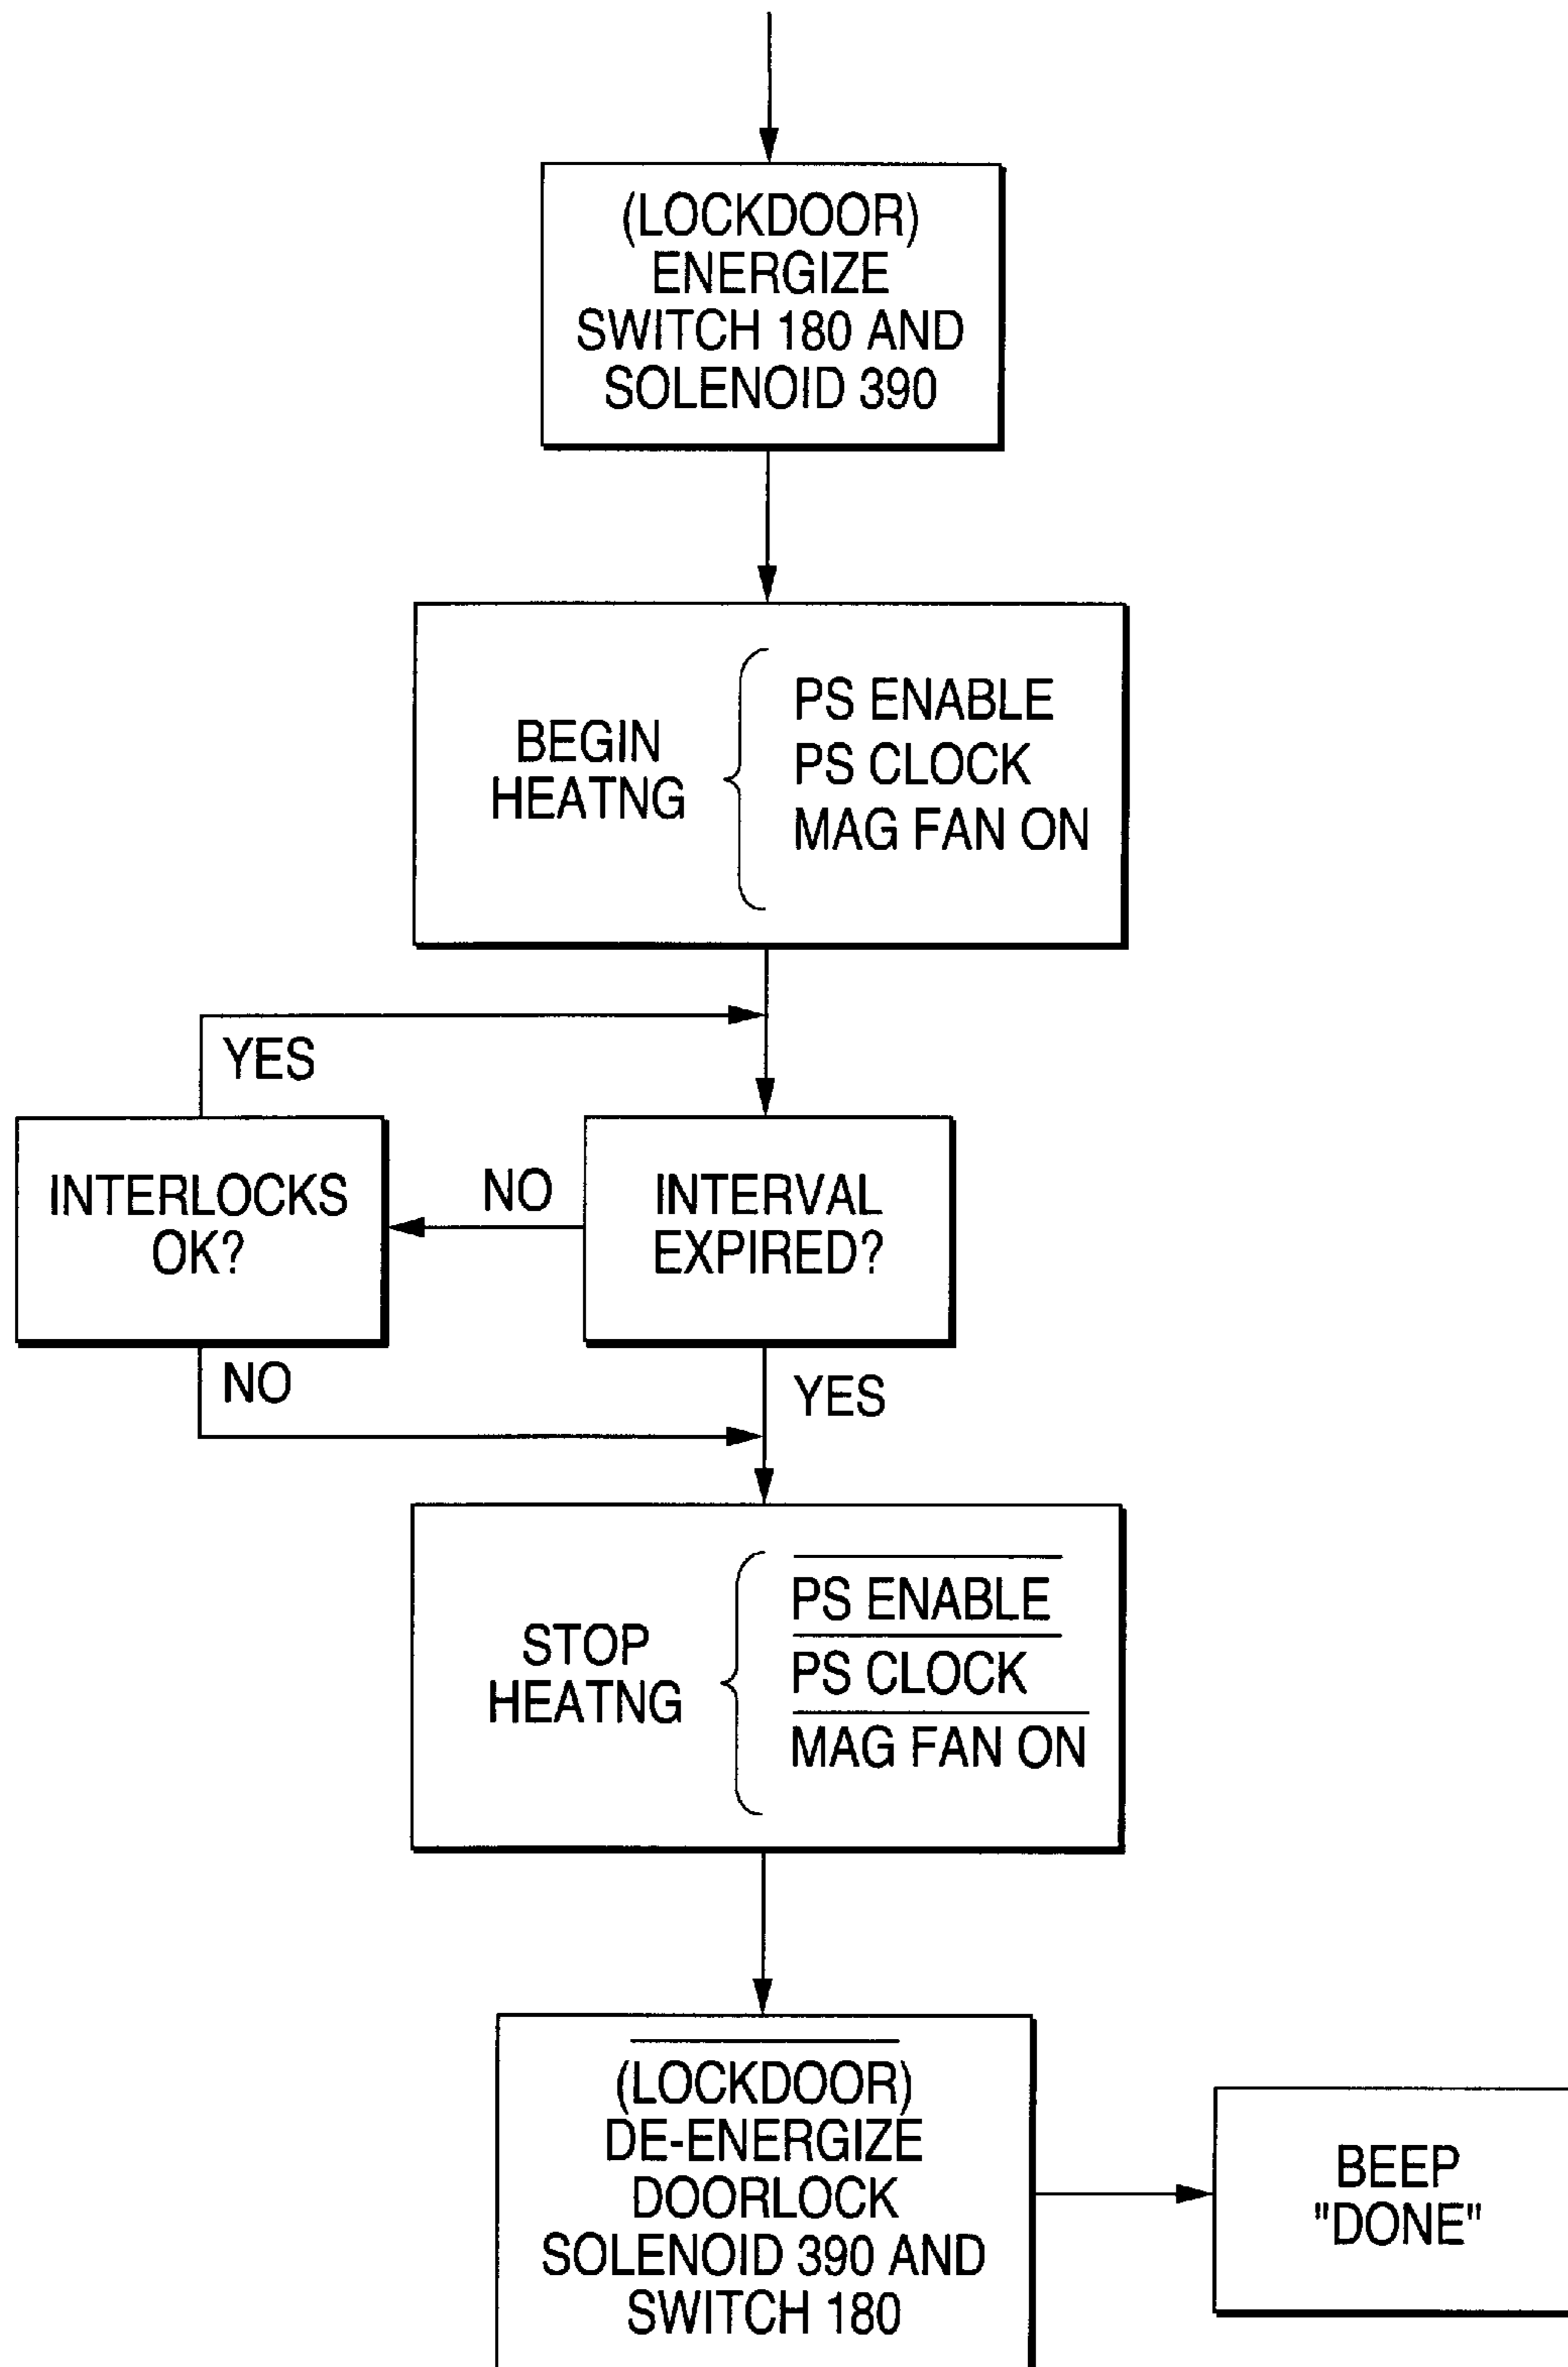 (LOCKDOOR)
ENERGIZE
SWITCH 180 AND
SOLENOID 390
BEGIN
HEATNG
PS ENABLE
PS CLOCK
MAG FAN ON
YES
INTERLOCKS
OK?
NO
INTERVAL
EXPIRED?
NO
YES
STOP
HEATNG
PS ENABLE
PS CLOCK
MAG FAN ON
(LOCKDOOR)
DE-ENERGIZE
DOORLOCK
SOLENOID 390 AND
SWITCH 180
BEEP
"DONE"